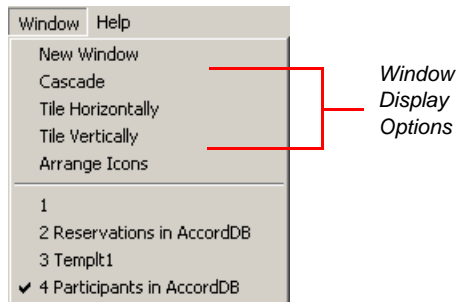 Window Help
New Window
Cascade
Tile Horizontally
Tile Vertically
Arrange Icons
1
2 Reservations in AccordDB
3 Templt1
4 Participants in AccordDB
Window
Display
Options